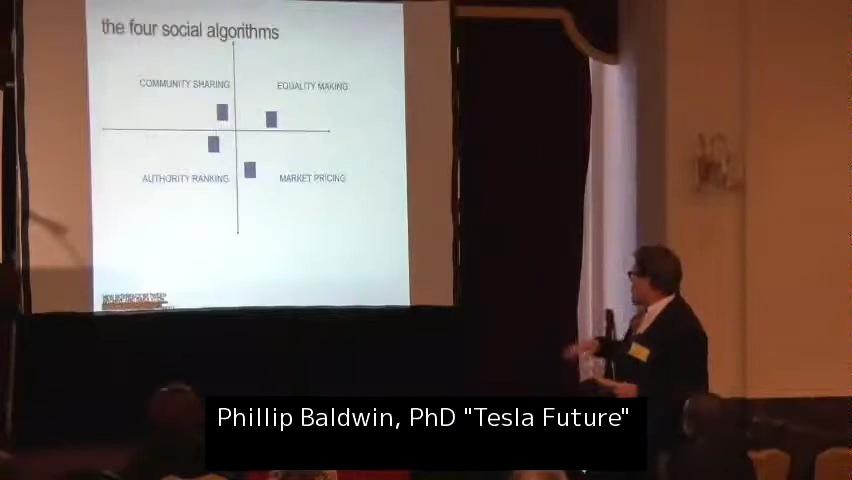 the four social algorithms
COMMUNITY SHARING
EQUALITY MAKING
AUTHORITY RANKING
MARKET PRICING
Phillip Baldwin, PhD "Tesla Future"